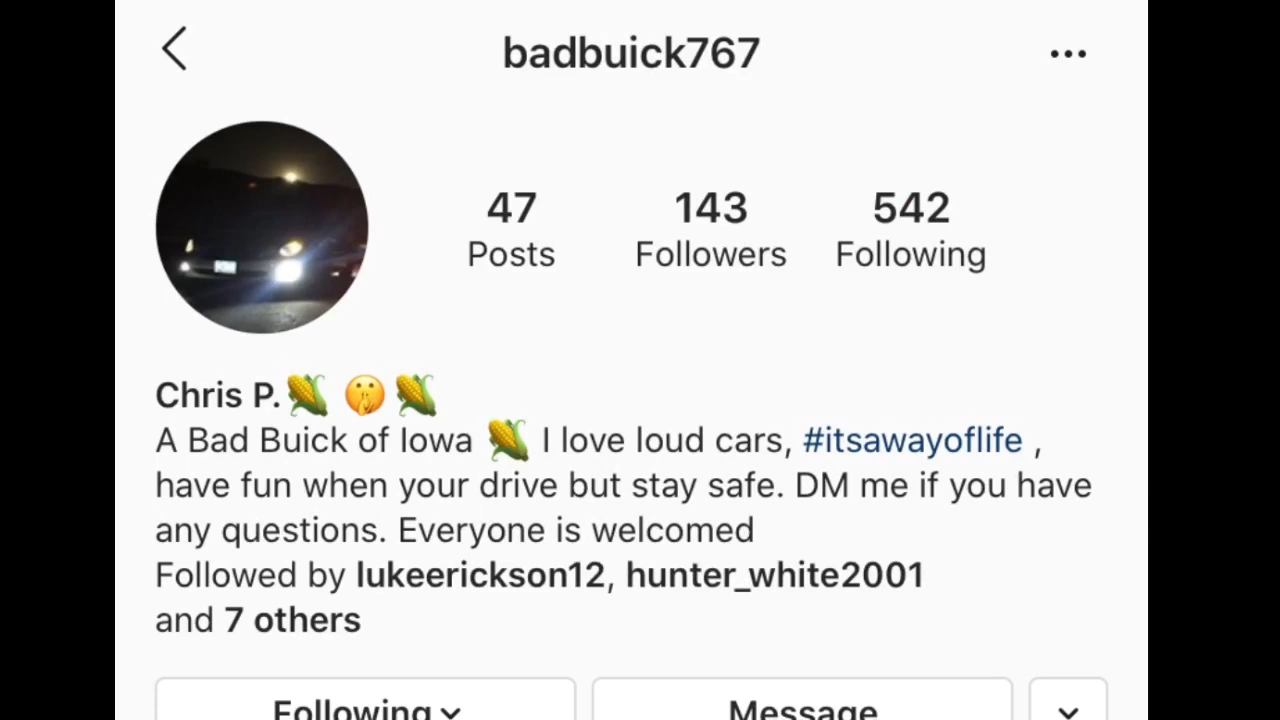 badbuick767
47 143 542
Posts Followers Following
Chris P.🌽 🤫 🌽
A Bad Buick of Iowa 🌽 I love loud cars, #itsawayoflife ,
have fun when your drive but stay safe. DM me if you have
any questions. Everyone is welcomed
Followed by lukeerickson12, hunter_white2001
and 7 others
Following Message